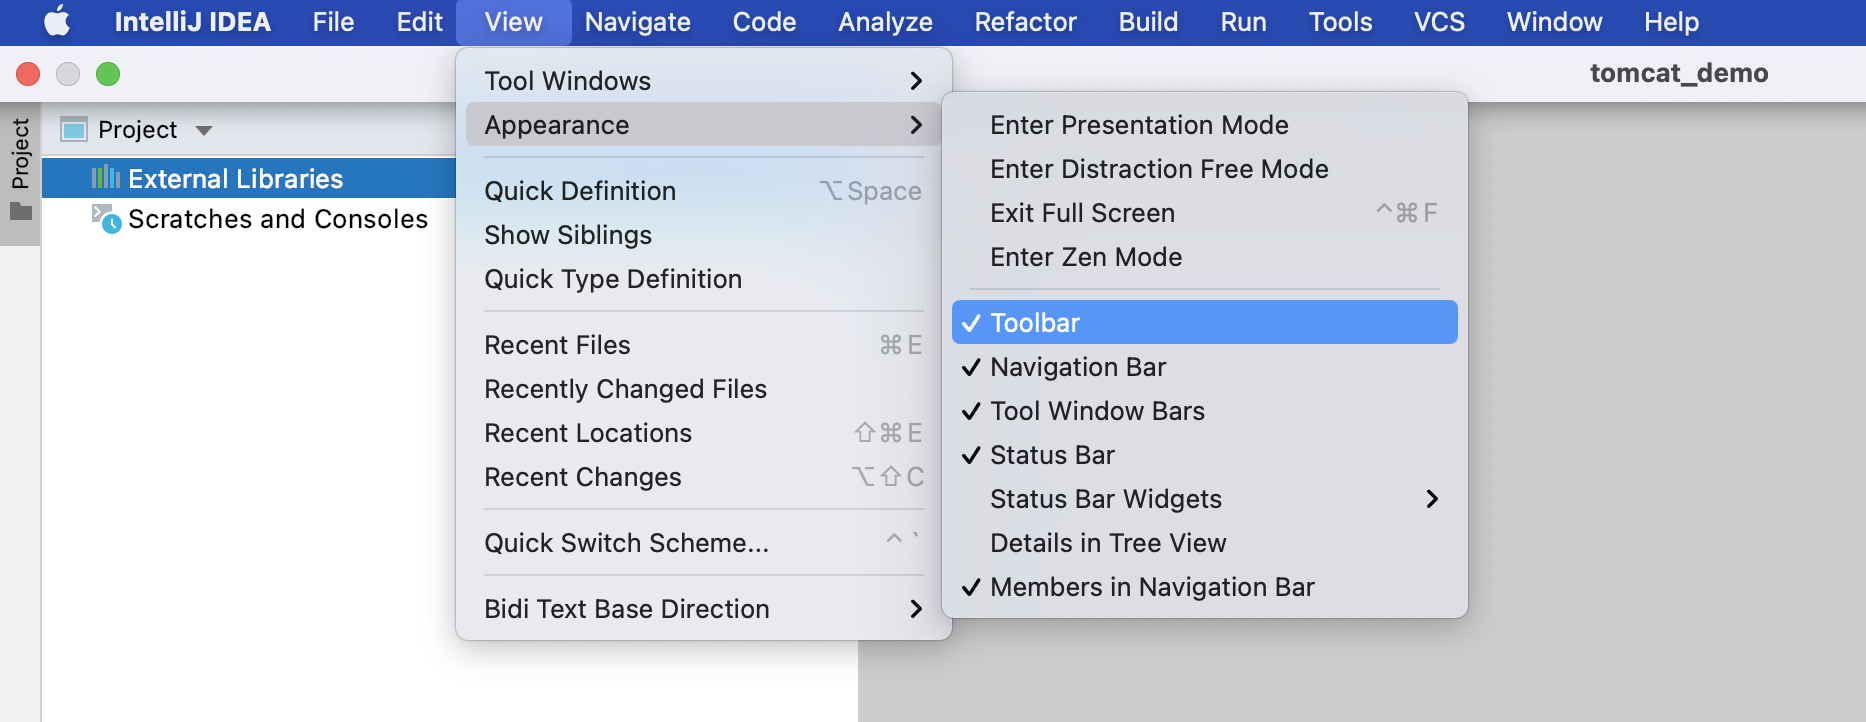 IntelliJ IDEA File Edit View Navigate Code Analyze Refactor Build Run Tools VCS Window Help
tomcat_demo
Project
Project
External Libraries
Scratches and Consoles
Tool Windows
Appearance
Quick Definition ⌥Space
Show Siblings
Quick Type Definition
Recent Files ⌘E
Recently Changed Files
Recent Locations ⇧⌘E
Recent Changes ⌥⇧C
Quick Switch Scheme... ^`
Bidi Text Base Direction
Enter Presentation Mode
Enter Distraction Free Mode
Exit Full Screen ^⌘F
Enter Zen Mode
✓ Toolbar
✓ Navigation Bar
✓ Tool Window Bars
✓ Status Bar
Status Bar Widgets
Details in Tree View
✓ Members in Navigation Bar